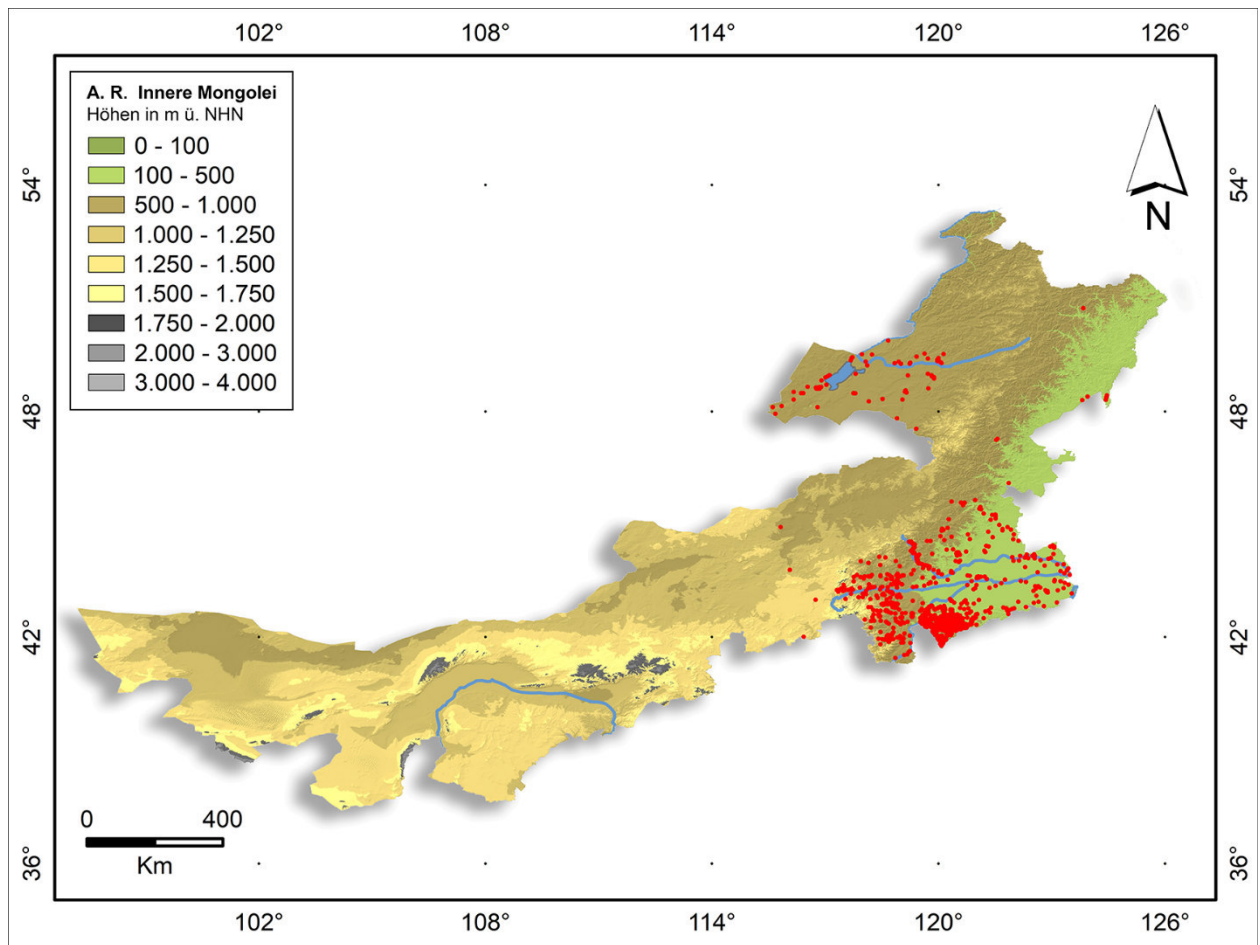 102° 108° 114° 120° 126°
A. R. Innere Mongolei
Höhen in m ü. NHN
0 - 100
100 - 500
500 - 1.000
1.000 - 1.250
1.250 - 1.500
1.500 - 1.750
1.750 - 2.000
2.000 - 3.000
3.000 - 4.000
N
54° 54°
48° 48°
42° 42°
36° 36°
0 400
Km
102° 108° 114° 120° 126°